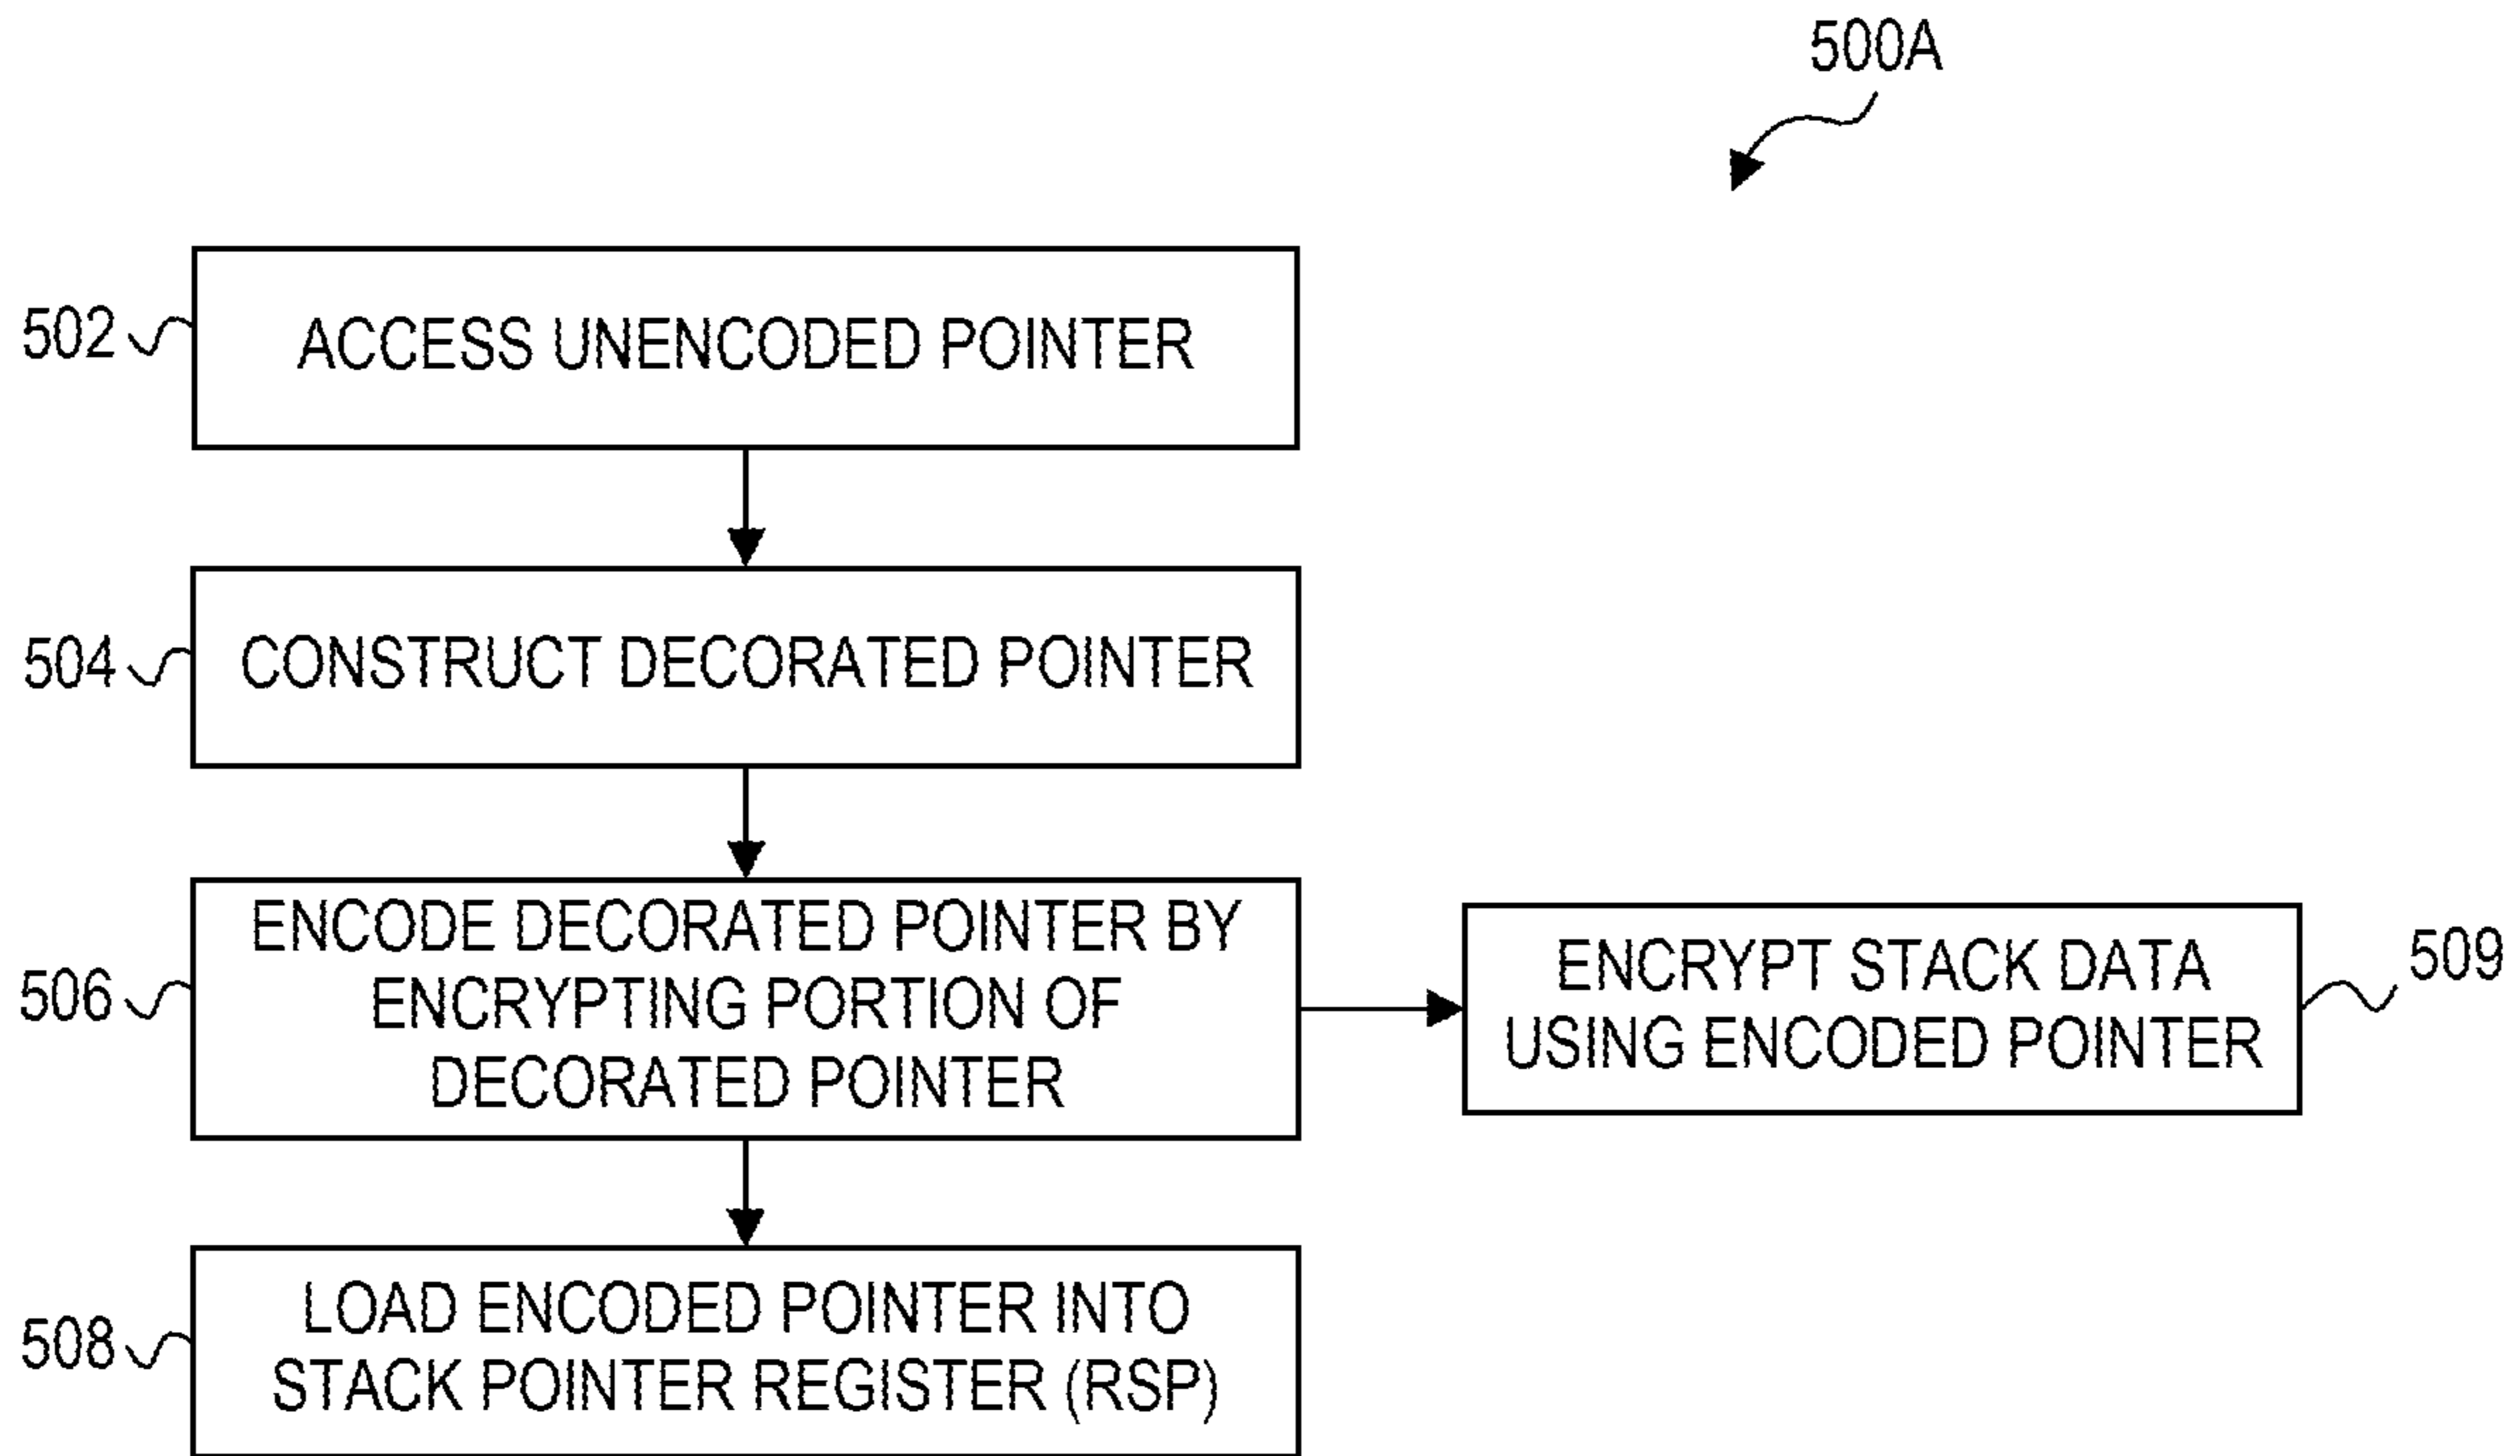 500A
502
ACCESS UNENCODED POINTER
504
CONSTRUCT DECORATED POINTER
506
ENCODE DECORATED POINTER BY
ENCRYPTING PORTION OF
DECORATED POINTER
ENCRYPT STACK DATA
USING ENCODED POINTER
509
508
LOAD ENCODED POINTER INTO
STACK POINTER REGISTER (RSP)